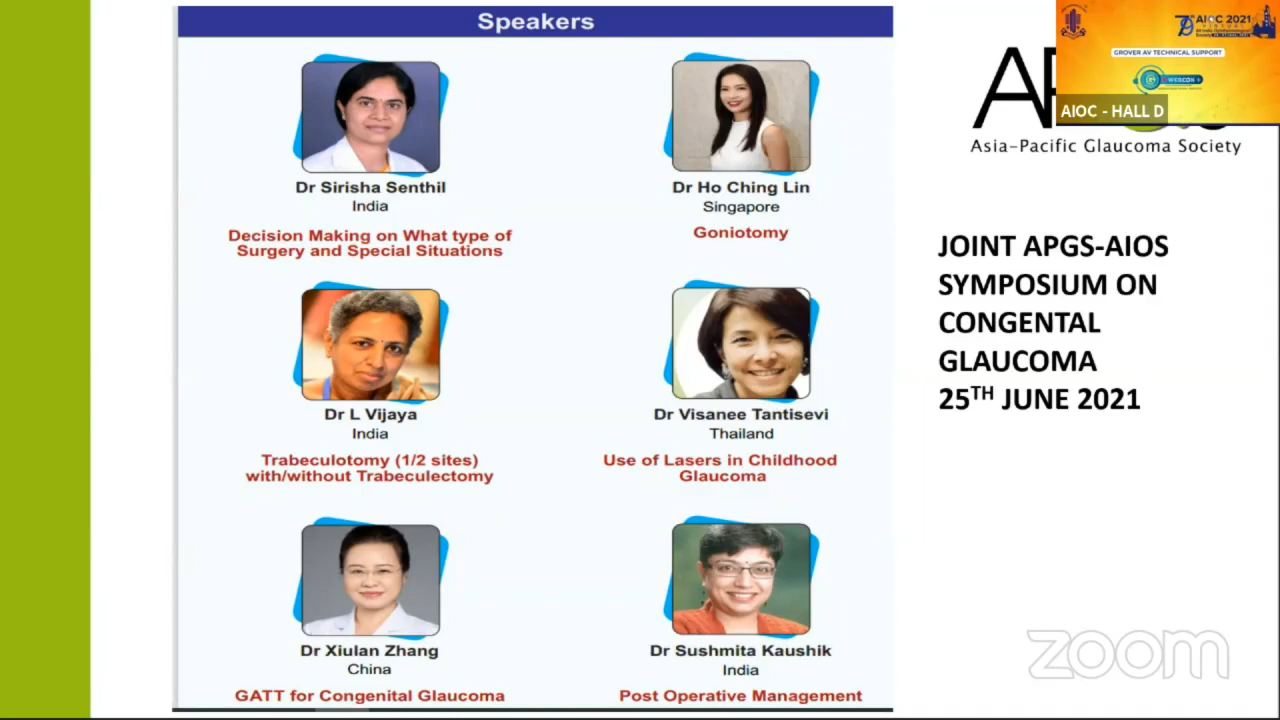 Speakers
Dr Sirisha Senthil
India
Decision Making on What type of
Surgery and Special Situations
Dr Ho Ching Lin
Singapore
Goniotomy
Dr L Vijaya
India
Trabeculotomy (1/2 sites)
with/without Trabeculectomy
Dr Visanee Tantisevi
Thailand
Use of Lasers in Childhood
Glaucoma
Dr Xiulan Zhang
China
GATT for Congenital Glaucoma
Dr Sushmita Kaushik
India
Post Operative Management
AIOC 2021
VIRTUAL
GROVER AV TECHNICAL SUPPORT
AIOC - HALL D
Asia-Pacific Glaucoma Society
JOINT APGS-AIOS
SYMPOSIUM ON
CONGENTAL
GLAUCOMA
25TH JUNE 2021
zoom